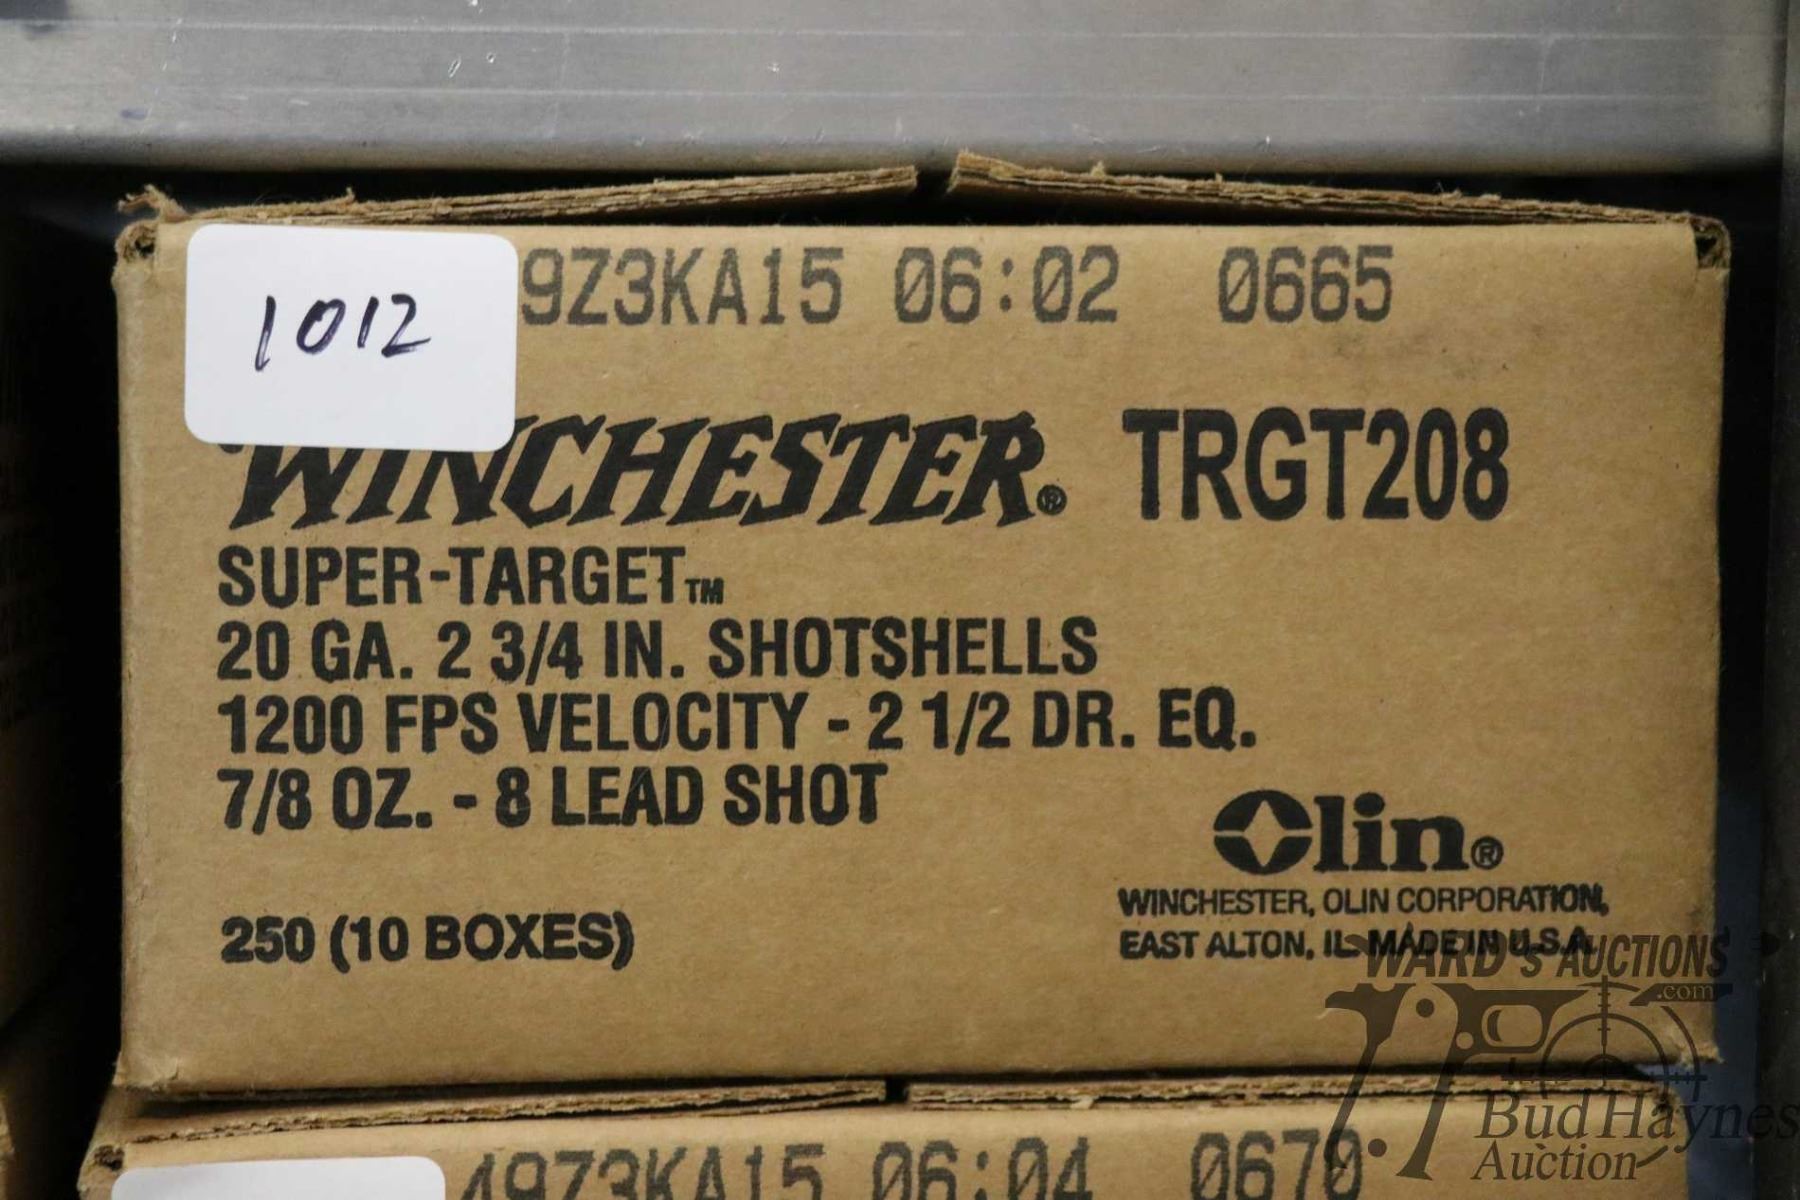 1012
9Z3KA15 06:02 0665
WINCHESTER® TRGT208
SUPER-TARGET™
20 GA. 2 3/4 IN. SHOTSHELLS
1200 FPS VELOCITY - 2 1/2 DR. EQ.
7/8 OZ. - 8 LEAD SHOT
250 (10 BOXES)
Olin®
WINCHESTER, OLIN CORPORATION,
EAST ALTON, IL. MADE IN U.S.A.
WARD'S AUCTIONS
.com
Bud Haynes
Auction
49Z3KA15 06:04 0670